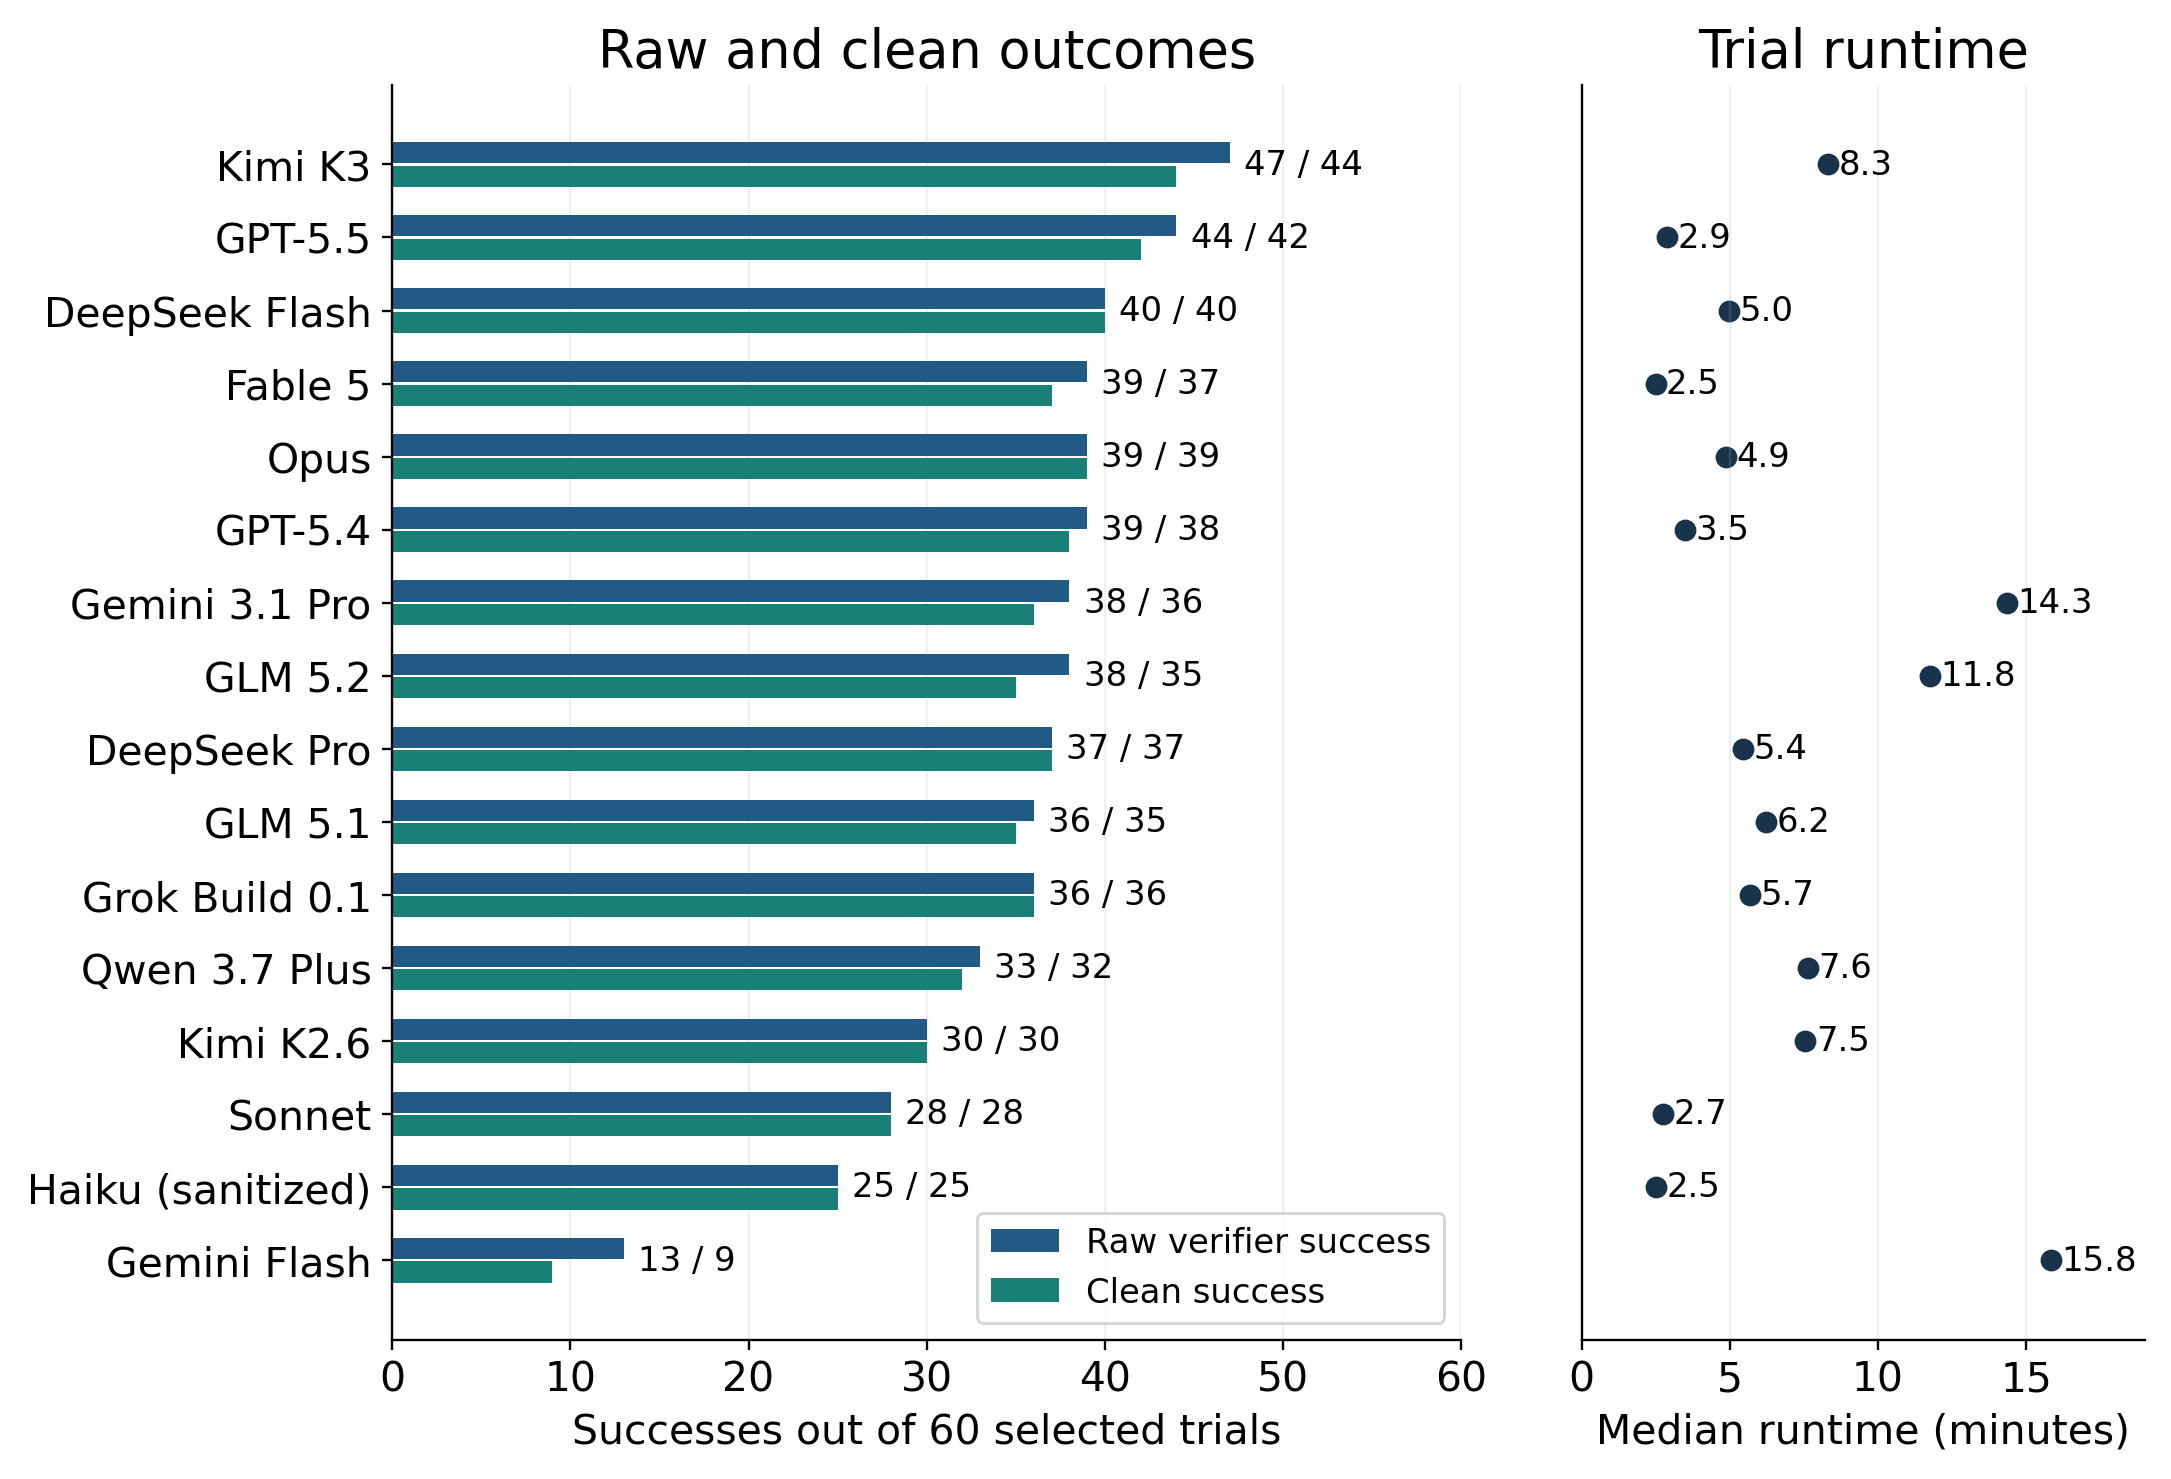 Raw and clean outcomes
Trial runtime
Kimi K3 47 / 44 8.3
GPT-5.5 44 / 42 2.9
DeepSeek Flash 40 / 40 5.0
Fable 5 39 / 37 2.5
Opus 39 / 39 4.9
GPT-5.4 39 / 38 3.5
Gemini 3.1 Pro 38 / 36 14.3
GLM 5.2 38 / 35 11.8
DeepSeek Pro 37 / 37 5.4
GLM 5.1 36 / 35 6.2
Grok Build 0.1 36 / 36 5.7
Qwen 3.7 Plus 33 / 32 7.6
Kimi K2.6 30 / 30 7.5
Sonnet 28 / 28 2.7
Haiku (sanitized) 25 / 25 2.5
Gemini Flash 13 / 9 15.8
Raw verifier success
Clean success
0 10 20 30 40 50 60
Successes out of 60 selected trials
0 5 10 15
Median runtime (minutes)